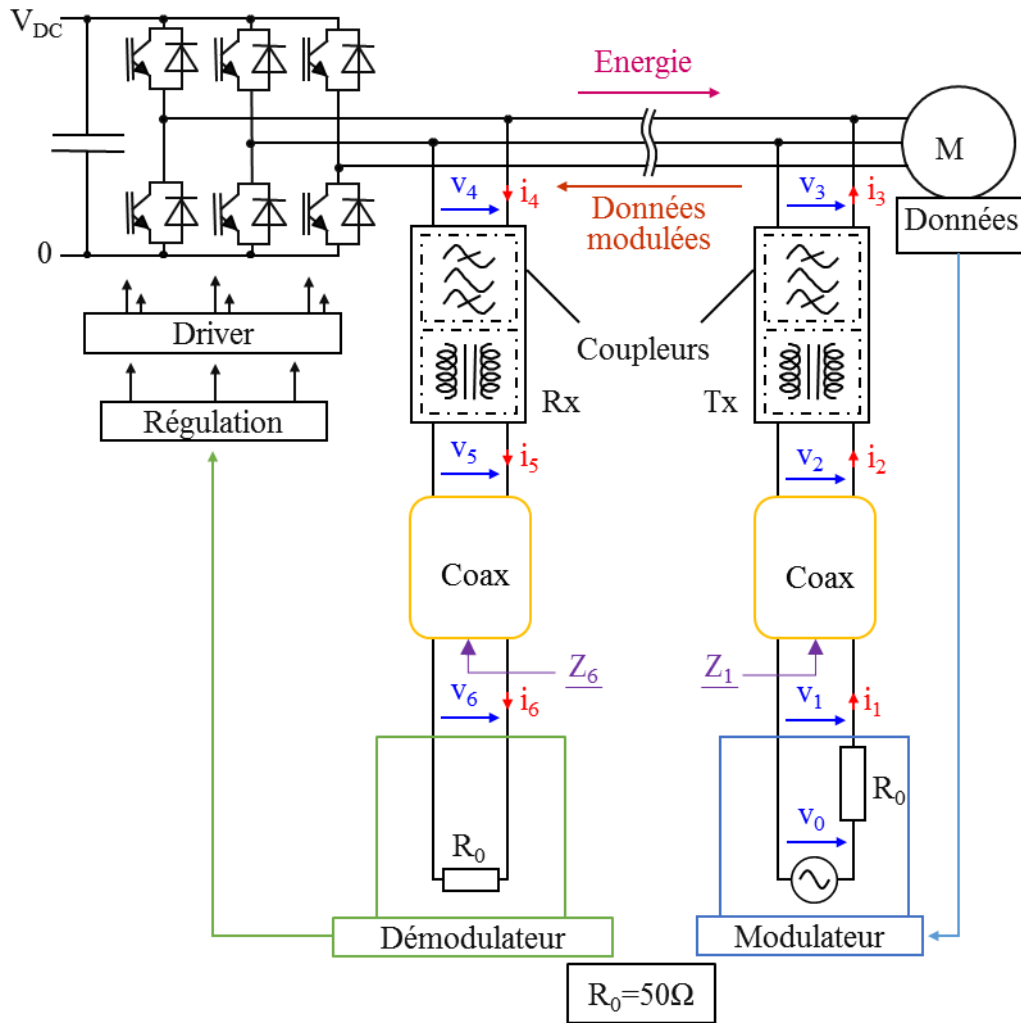 V_DC
Energie
M
v₄
i₄
v₃
i₃
Données
modulées
Données
0
Driver
Coupleurs
Régulation
Rx
Tx
v₅
i₅
v₂
i₂
Coax
Coax
Z₆
Z₁
v₆
i₆
v₁
i₁
R₀
v₀
R₀
Démodulateur
Modulateur
R₀=50Ω